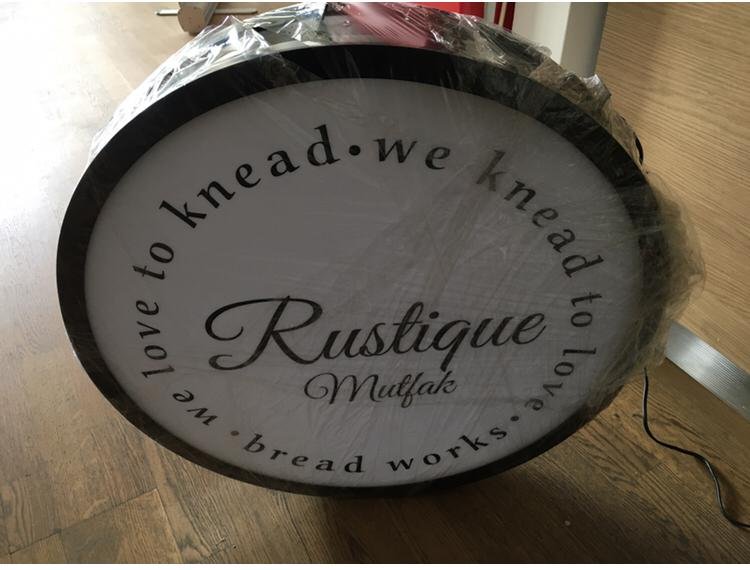 we love to knead • we knead to love •
Rustique
Mutfak
bread works •